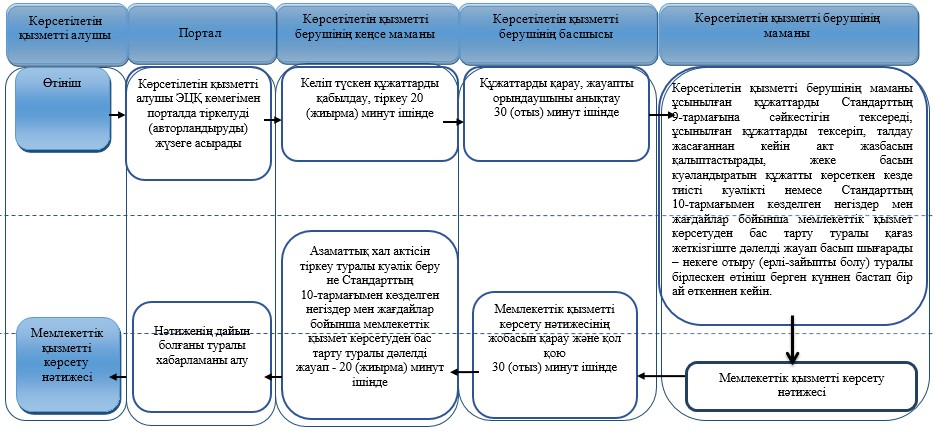 Көрсетілетін
қызметті алушы
Портал
Көрсетілетін қызметті
берушінің кеңсе маманы
Көрсетілетін қызметті
берушінің басшысы
Көрсетілетін қызметті берушінің
маманы
Өтініш
Көрсетілетін қызметті
алушы ЭЦҚ көмегімен
порталда тіркелуді
(авторландыруды)
жүзеге асырады
Келіп түскен құжаттарды
қабылдау, тіркеу 20
(жиырма) минут ішінде
Құжаттарды қарау, жауапты
орындаушыны анықтау
30 (отыз) минут ішінде
Көрсетілетін қызметті берушінің маманы
ұсынылған құжаттарды Стандарттың
9-тармағына сәйкестігін тексереді,
ұсынылған құжаттарды тексеріп, талдау
жасағаннан кейін акт жазбасын
қалыптастырады, жеке басын
куәландыратын құжатты көрсеткен кезде
тиісті куәлікті немесе Стандарттың
10-тармағымен көзделген негіздер мен
жағдайлар бойынша мемлекеттік қызмет
көрсетуден бас тарту туралы қағаз
жеткізгіште дәлелді жауап басып шығарады
– некеге отыру (ерлі-зайыпты болу) туралы
бірлескен өтініш берген күннен бастап бір
ай өткеннен кейін.
Мемлекеттік
қызметті
көрсету
нәтижесі
Нәтиженің дайын
болғаны туралы
хабарламаны алу
Азаматтық хал актісін
тіркеу туралы куәлік беру
не Стандарттың
10-тармағымен көзделген
негіздер мен жағдайлар
бойынша мемлекеттік
қызмет көрсетуден бас
тарту туралы дәлелді
жауап - 20 (жиырма) минут
ішінде
Мемлекеттік қызметті
көрсету нәтижесінің
жобасын қарау және қол
қою
30 (отыз) минут ішінде
Мемлекеттік қызметті көрсету
нәтижесі